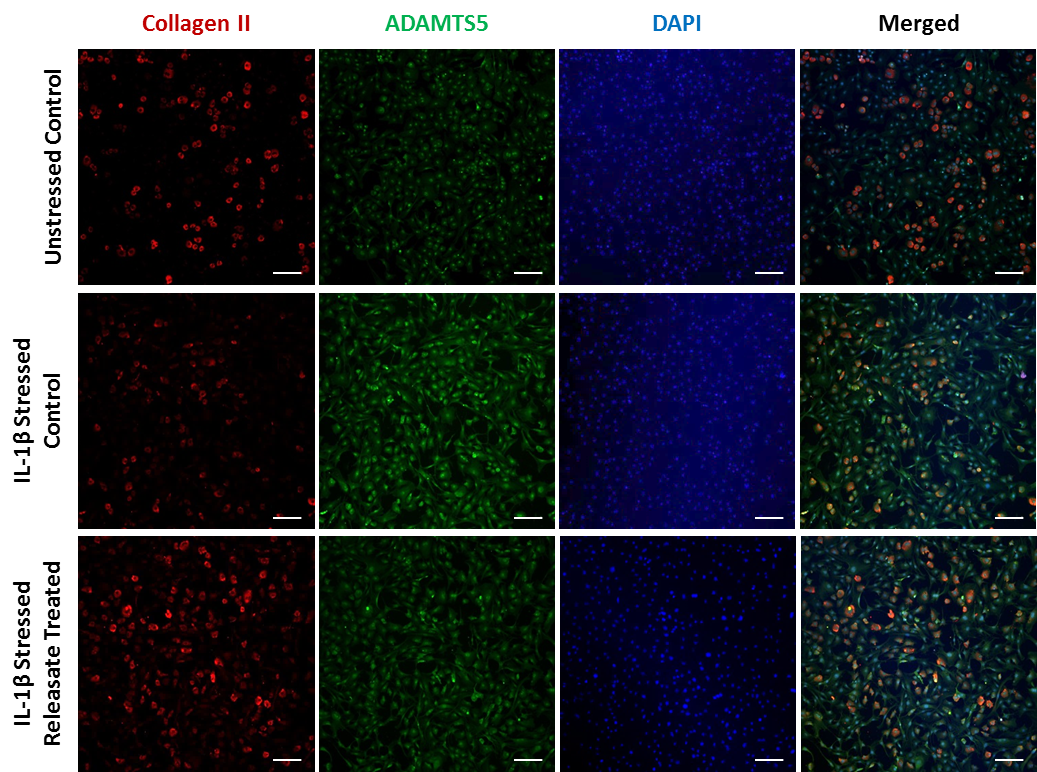 Collagen II
ADAMTS5
DAPI
Merged
Unstressed Control
IL-1β Stressed
Control
IL-1β Stressed
Releasate Treated